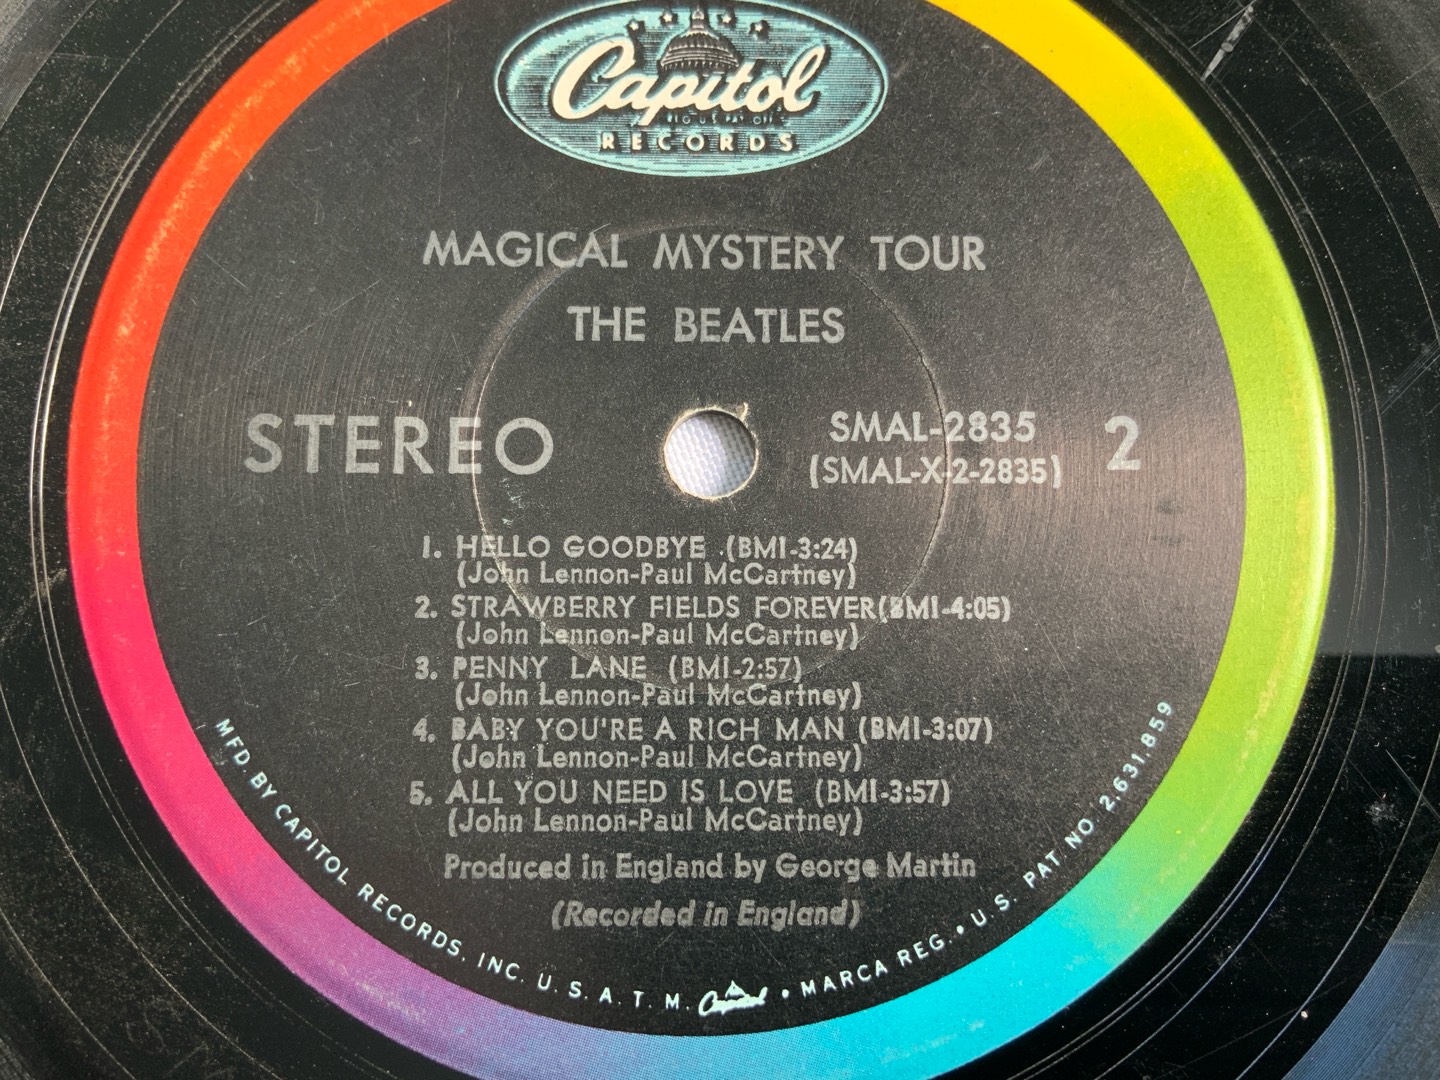 Capitol
RECORDS
MAGICAL MYSTERY TOUR
THE BEATLES
STEREO
SMAL-2835
(SMAL-X-2-2835)
2
1. HELLO GOODBYE (BMI-3:24)
(John Lennon-Paul McCartney)
2. STRAWBERRY FIELDS FOREVER(BMI-4:05)
(John Lennon-Paul McCartney)
3. PENNY LANE (BMI-2:57)
(John Lennon-Paul McCartney)
4. BABY YOU'RE A RICH MAN (BMI-3:07)
(John Lennon-Paul McCartney)
5. ALL YOU NEED IS LOVE (BMI-3:57)
(John Lennon-Paul McCartney)
Produced in England by George Martin
(Recorded in England)
MFD. BY CAPITOL RECORDS, INC. U. S. A. T. M. Capitol • MARCA REG. • U. S. PAT. NO. 2,631,859